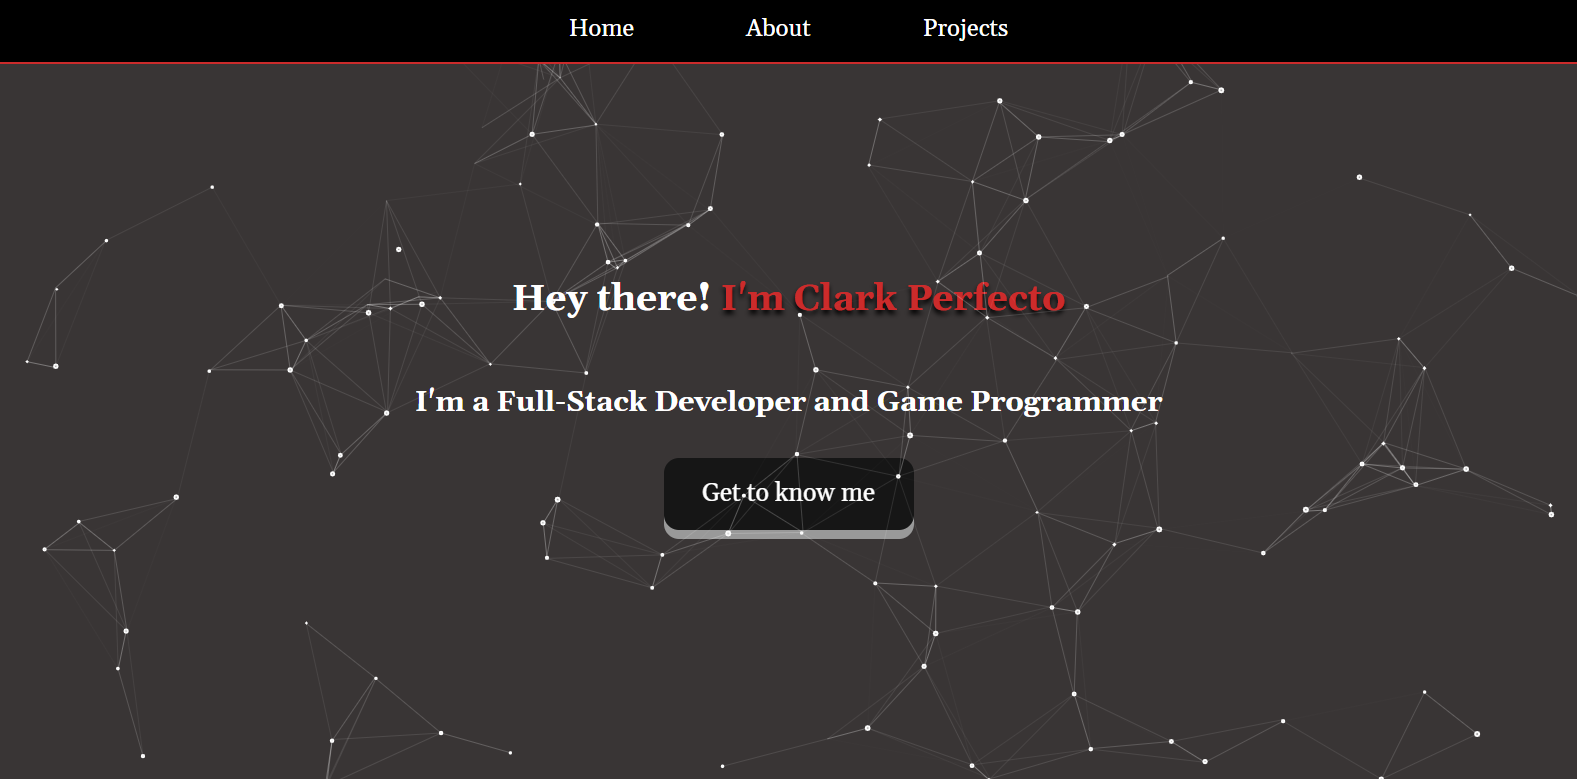 Home About Projects
Hey there! I'm Clark Perfecto
I'm a Full-Stack Developer and Game Programmer
Get to know me